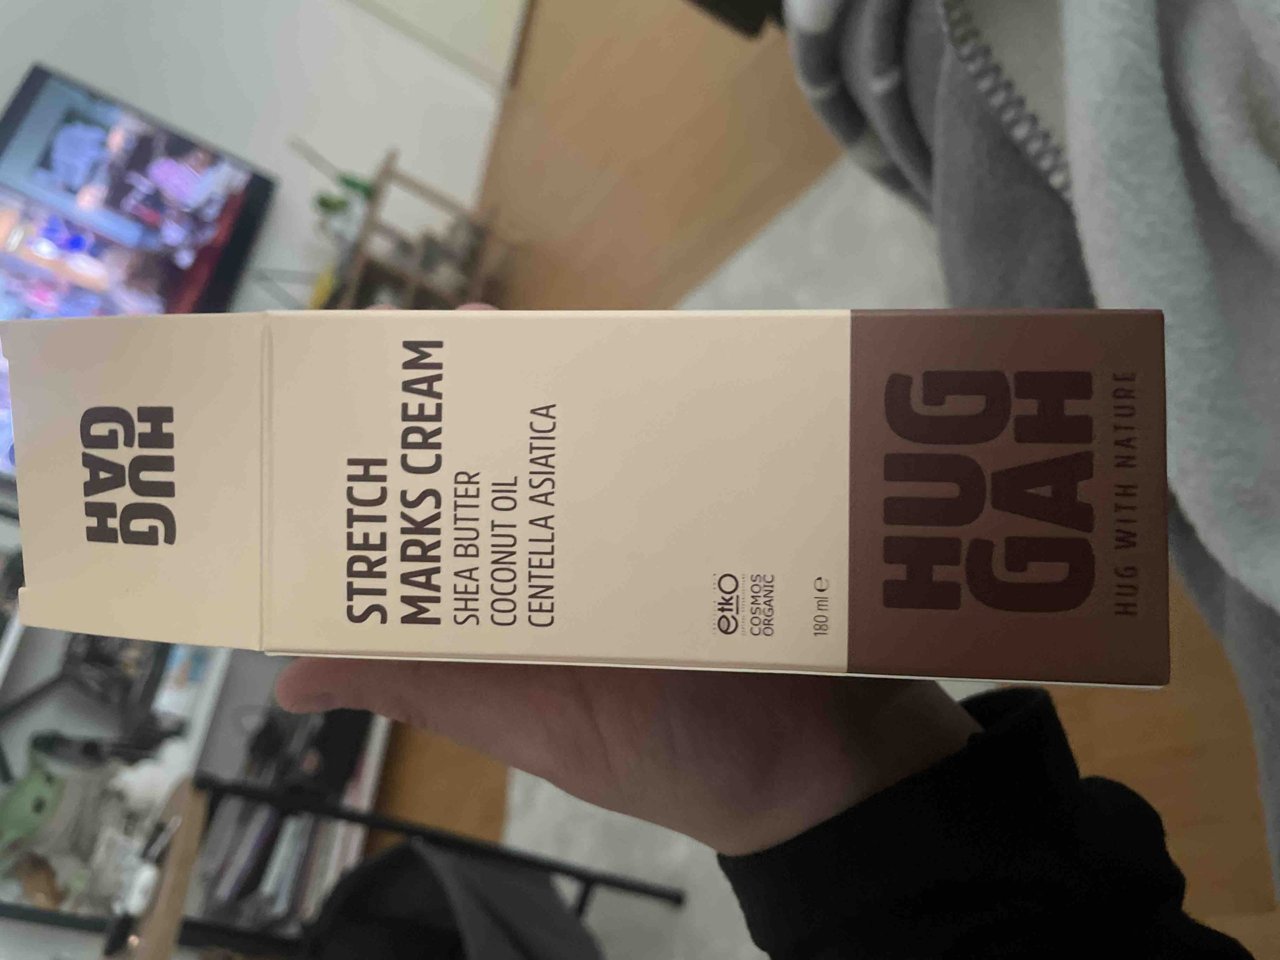 HUG
GAH
STRETCH
MARKS CREAM
SHEA BUTTER
COCONUT OIL
CENTELLA ASIATICA
etko
COSMOS
ORGANIC
180 ml e
HUG
GAH
HUG WITH NATURE